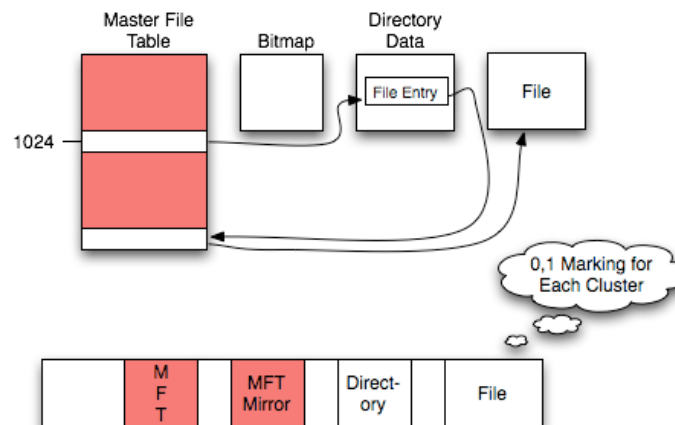 Master File
Table
Bitmap
Directory
Data
File Entry
File
1024
0,1 Marking for
Each Cluster
M
F
T
MFT
Mirror
Direct-
ory
File